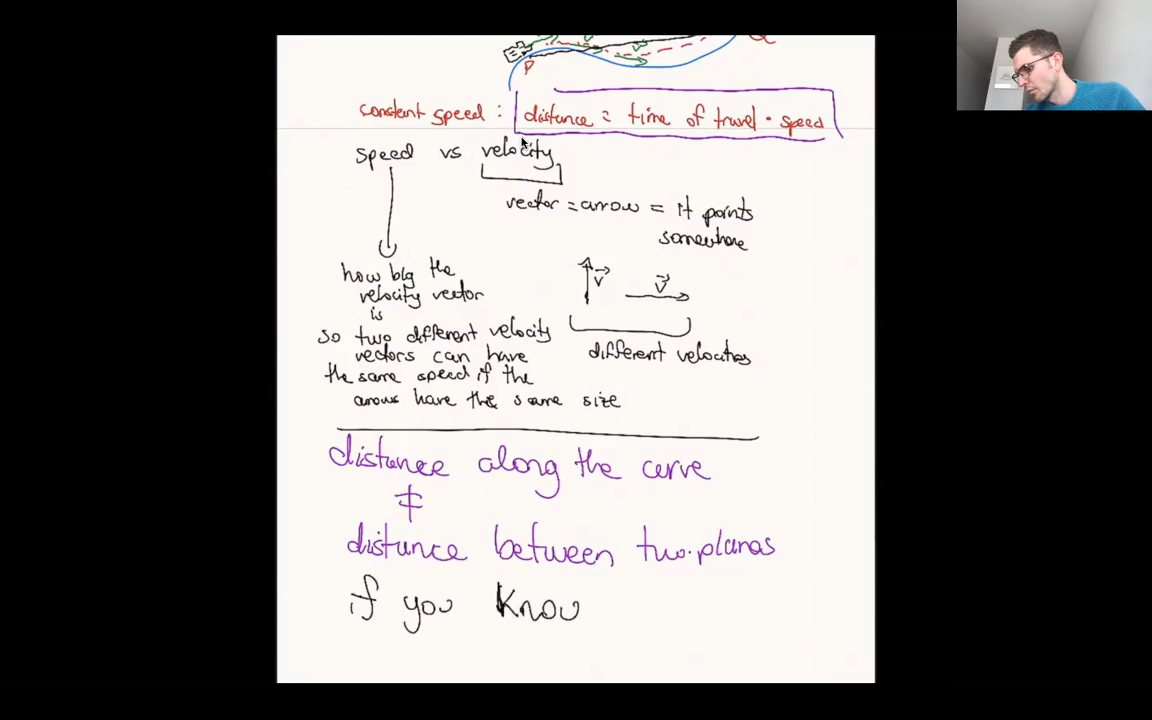 P
Q
constant speed : distance = time of travel · speed
speed vs velocity
vector = arrow = it points
somewhere
how big the
velocity vector
is
v v
so two different velocity
vectors can have
the same speed if the
arrows have the same size
different velocities
distance along the curve
≠
distance between two planes
if you know